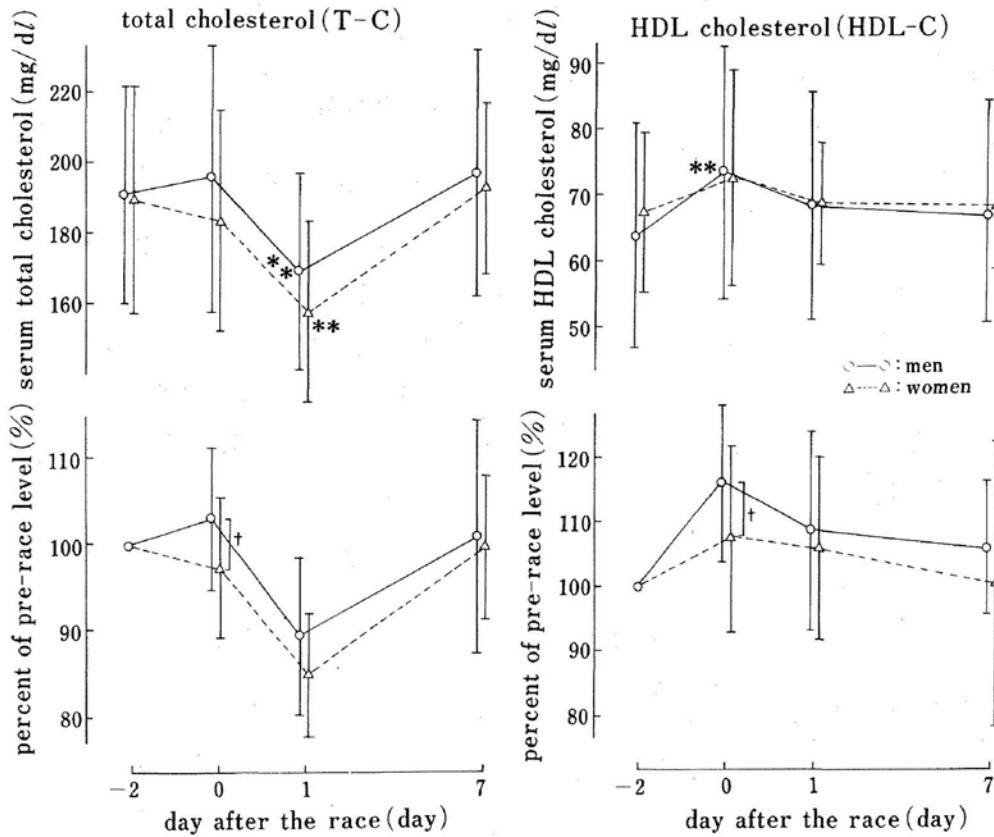 total cholesterol (T-C)
serum total cholesterol (mg/dl)
220
200
180
160
**
**
HDL cholesterol (HDL-C)
serum HDL cholesterol (mg/dl)
90
80
70
60
50
**
○—○: men
△---△: women
percent of pre-race level (%)
110
100
90
80
†
-2 0 1 7
day after the race (day)
percent of pre-race level (%)
120
110
100
90
80
†
-2 0 1 7
day after the race (day)